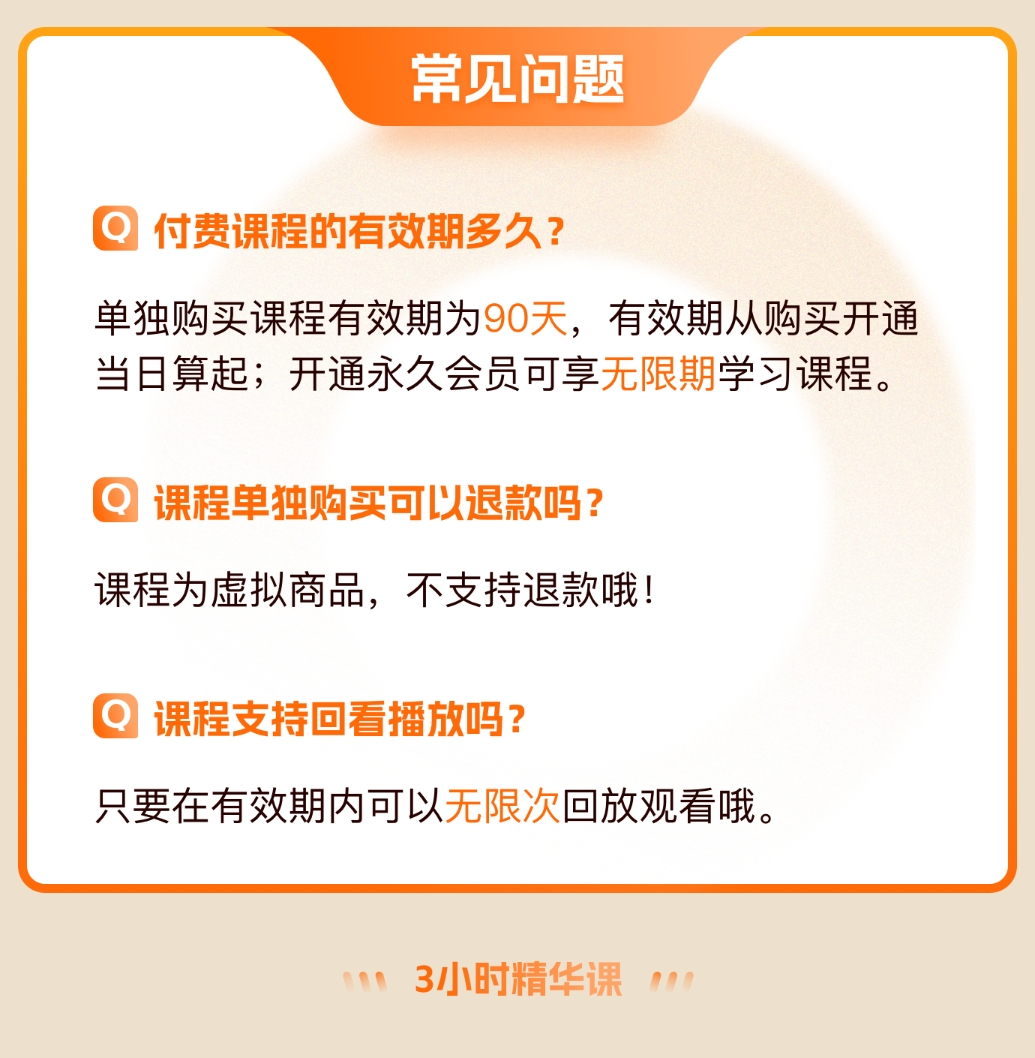 常见问题
Q 付费课程的有效期多久？
单独购买课程有效期为90天，有效期从购买开通
当日算起；开通永久会员可享无限期学习课程。
Q 课程单独购买可以退款吗？
课程为虚拟商品，不支持退款哦！
Q 课程支持回看播放吗？
只要在有效期内可以无限次回放观看哦。
3小时精华课